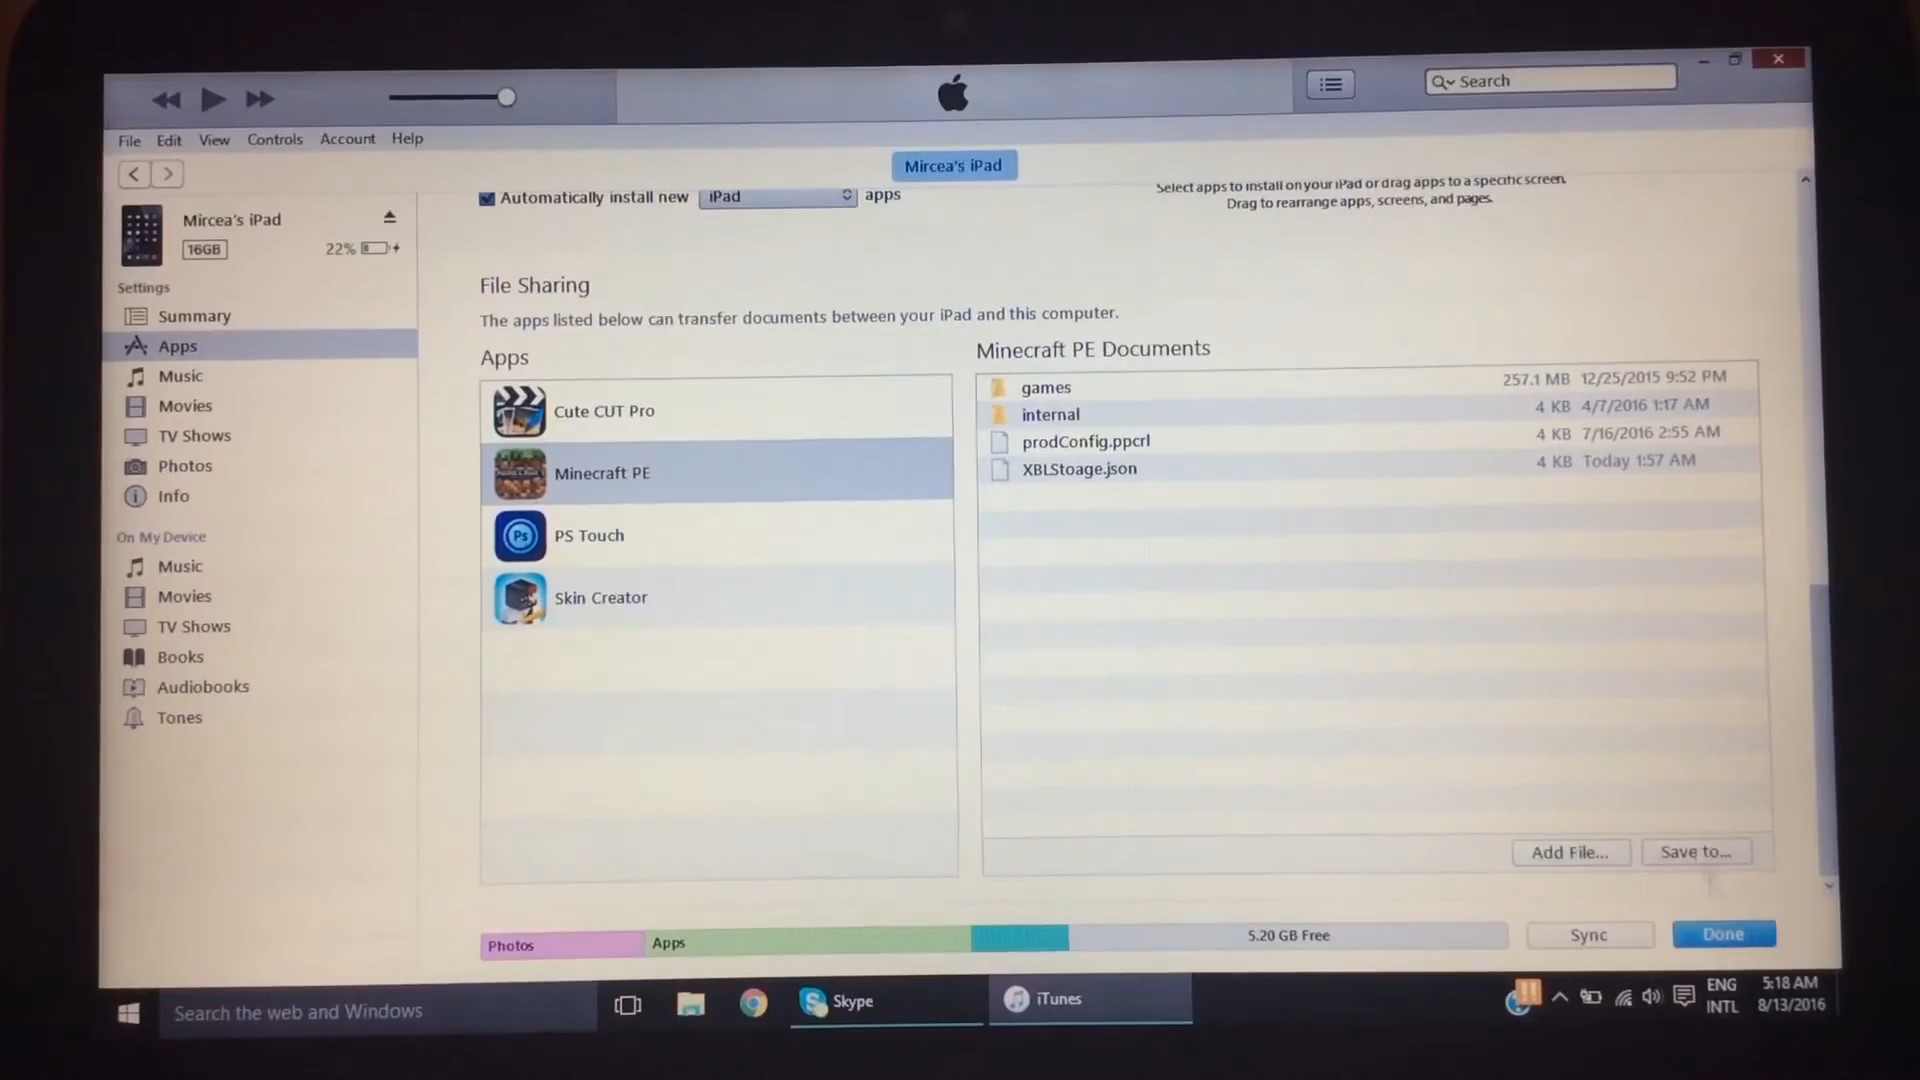 Search
File Edit View Controls Account Help
Mircea's iPad
Automatically install new iPad apps
Select apps to install on your iPad or drag apps to a specific screen.
Drag to rearrange apps, screens, and pages.
Mircea's iPad
16GB 22%
Settings
Summary
Apps
Music
Movies
TV Shows
Photos
Info
On My Device
Music
Movies
TV Shows
Books
Audiobooks
Tones
File Sharing
The apps listed below can transfer documents between your iPad and this computer.
Apps
Cute CUT Pro
Minecraft PE
Ps PS Touch
Skin Creator
Minecraft PE Documents
games 257.1 MB 12/25/2015 9:52 PM
internal 4 KB 4/7/2016 1:17 AM
prodConfig.ppcrl 4 KB 7/16/2016 2:55 AM
XBLStoage.json 4 KB Today 1:57 AM
Add File... Save to...
Photos Apps 5.20 GB Free Sync Done
Search the web and Windows
Skype
iTunes
ENG
INTL
5:18 AM
8/13/2016